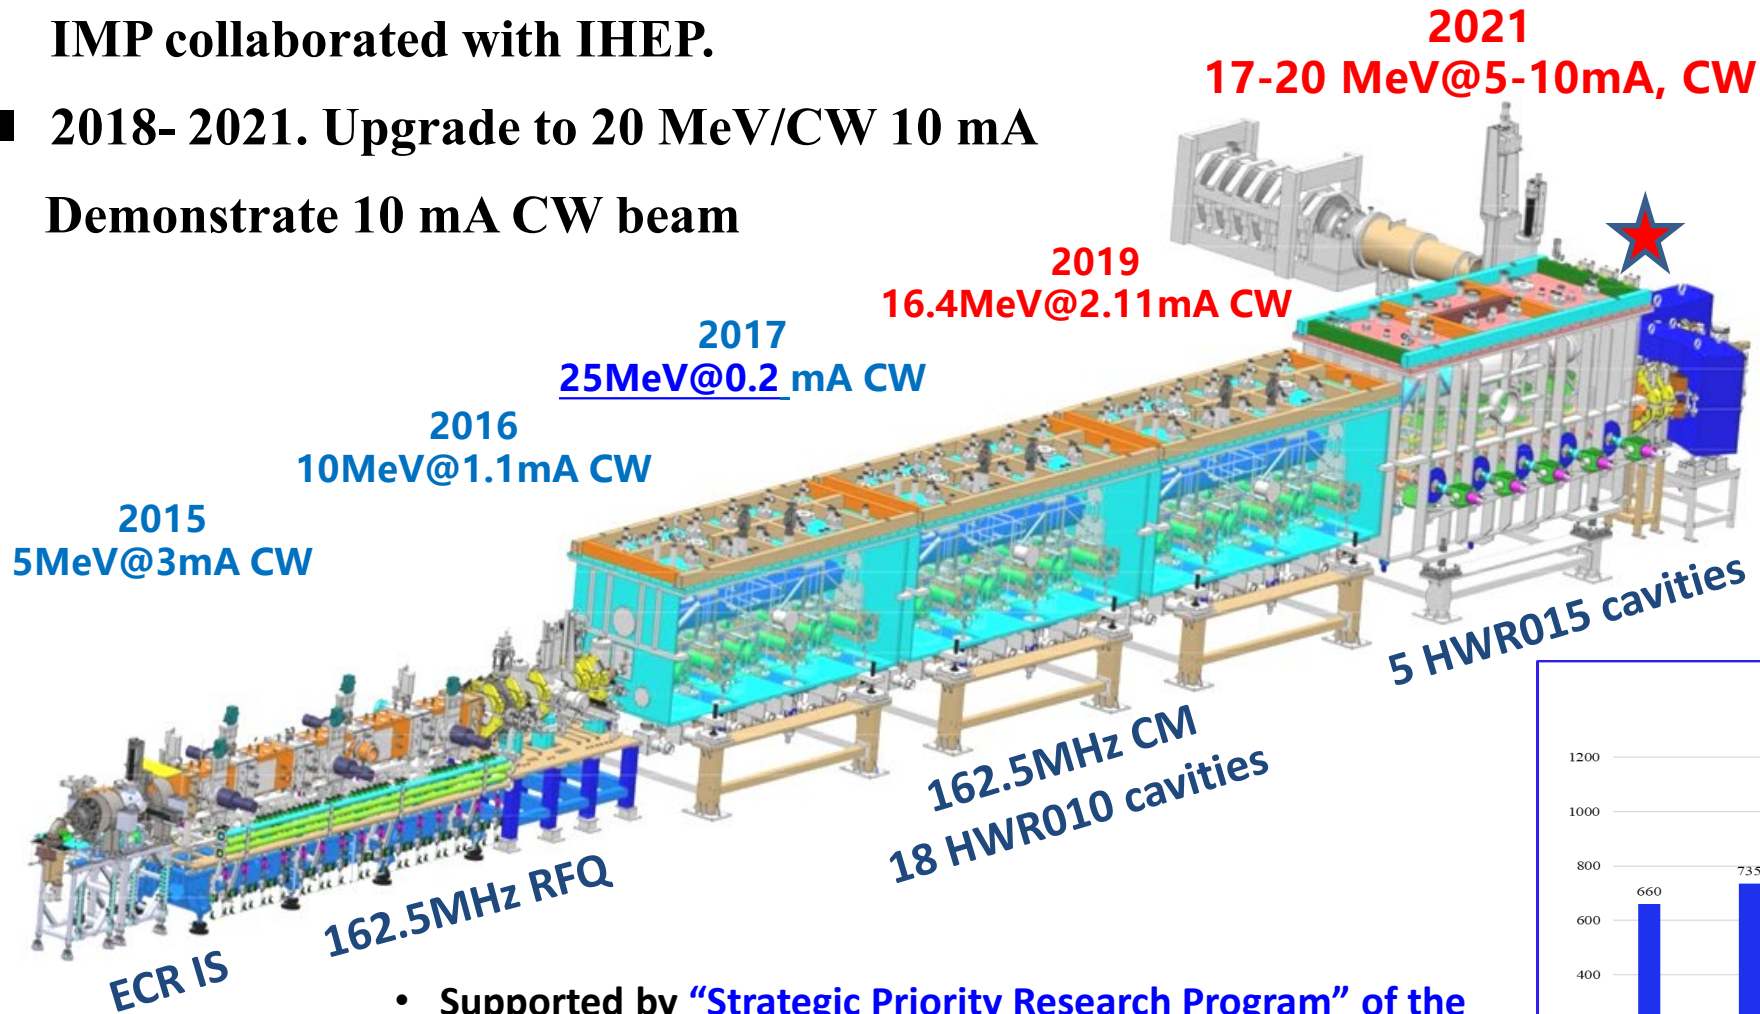 IMP collaborated with IHEP.
2018- 2021. Upgrade to 20 MeV/CW 10 mA
Demonstrate 10 mA CW beam
2021
17-20 MeV@5-10mA, CW
2019
16.4MeV@2.11mA CW
2017
25MeV@0.2 mA CW
2016
10MeV@1.1mA CW
2015
5MeV@3mA CW
5 HWR015 cavities
162.5MHz CM
18 HWR010 cavities
162.5MHz RFQ
ECR IS
1200
1000
800
735
660
600
400
• Supported by “Strategic Priority Research Program” of the